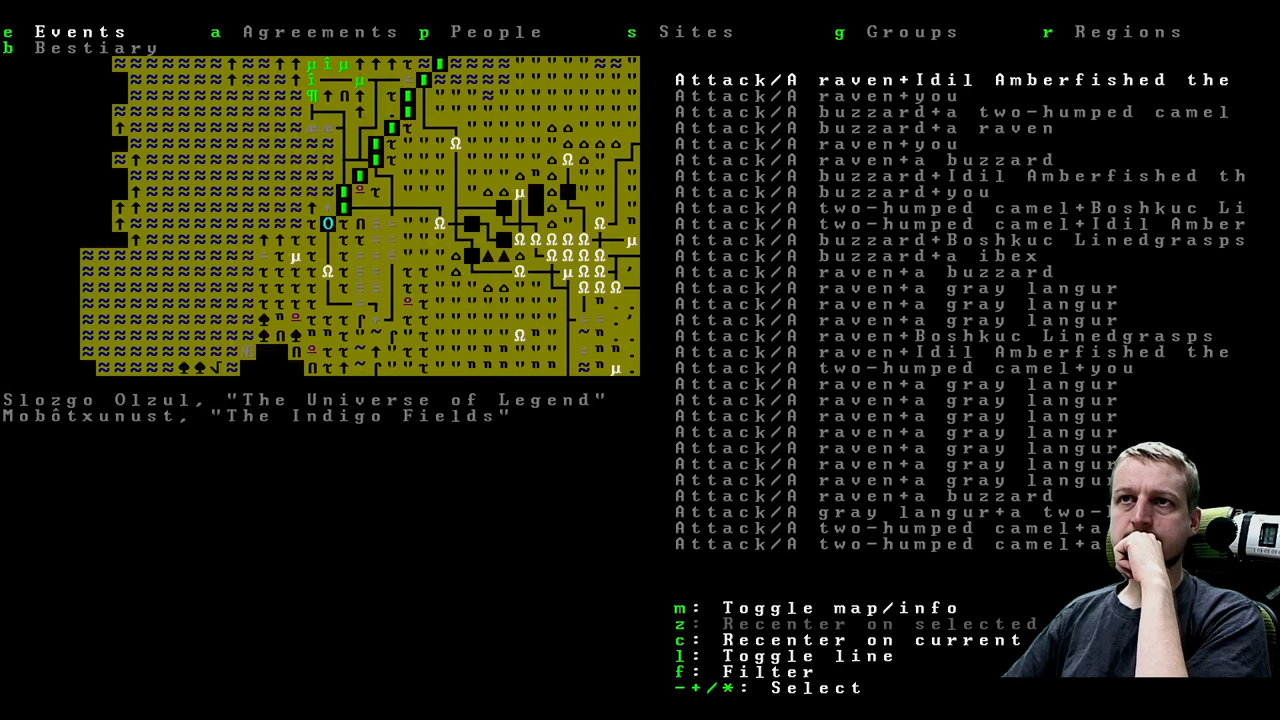 e Events a Agreements p People s Sites g Groups r Regions
b Bestiary
Attack/A raven+Idil Amberfished the
Attack/A raven+you
Attack/A buzzard+a two-humped camel
Attack/A buzzard+a raven
Attack/A raven+you
Attack/A raven+a buzzard
Attack/A buzzard+Idil Amberfished th
Attack/A buzzard+you
Attack/A two-humped camel+Boshkuc Li
Attack/A two-humped camel+Idil Amber
Attack/A buzzard+Boshkuc Linedgrasps
Attack/A buzzard+a ibex
Attack/A raven+a buzzard
Attack/A raven+a gray langur
Attack/A raven+a gray langur
Attack/A raven+a gray langur
Attack/A raven+Boshkuc Linedgrasps
Attack/A raven+Idil Amberfished the
Attack/A two-humped camel+you
Attack/A raven+a gray langur
Attack/A raven+a gray langur
Attack/A raven+a gray langur
Attack/A raven+a gray langur
Attack/A raven+a gray langur
Attack/A raven+a gray langur
Attack/A raven+a gray langur
Attack/A raven+a buzzard
Attack/A gray langur+a two-
Attack/A two-humped camel+a
Attack/A two-humped camel+a
Slozgo Olzul, "The Universe of Legend"
Mobôtxunust, "The Indigo Fields"
m: Toggle map/info
z: Recenter on selected
c: Recenter on current
l: Toggle line
f: Filter
-+/*: Select